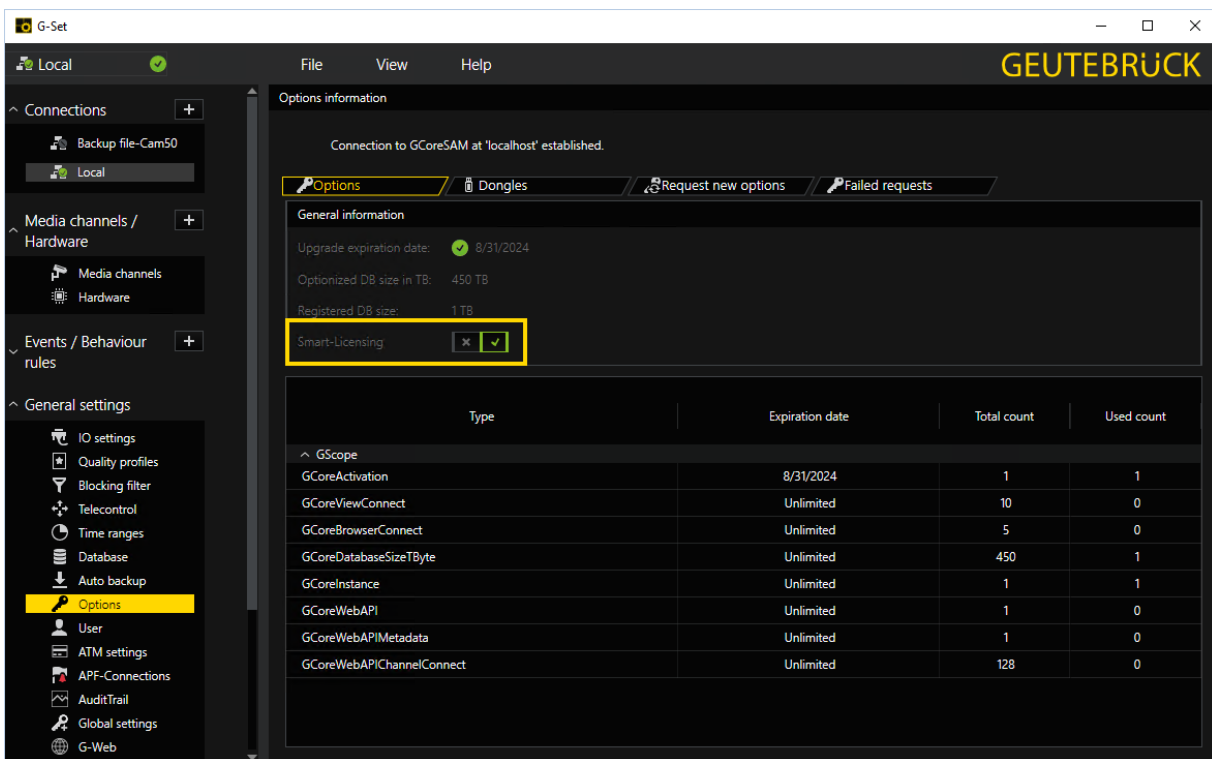 G-Set
Local
File View Help
GEUTEBRÜCK
Connections
Backup file-Cam50
Local
Media channels /
Hardware
Media channels
Hardware
Events / Behaviour
rules
General settings
IO settings
Quality profiles
Blocking filter
Telecontrol
Time ranges
Database
Auto backup
Options
User
ATM settings
APF-Connections
AuditTrail
Global settings
G-Web
Options information
Connection to GCoreSAM at 'localhost' established.
Options Dongles Request new options Failed requests
General information
Upgrade expiration date: 8/31/2024
Optionized DB size in TB: 450 TB
Registered DB size: 1 TB
Smart-Licensing
Type Expiration date Total count Used count
GScope
GCoreActivation 8/31/2024 1 1
GCoreViewConnect Unlimited 10 0
GCoreBrowserConnect Unlimited 5 0
GCoreDatabaseSizeTByte Unlimited 450 1
GCoreInstance Unlimited 1 1
GCoreWebAPI Unlimited 1 0
GCoreWebAPIMetadata Unlimited 1 0
GCoreWebAPIChannelConnect Unlimited 128 0